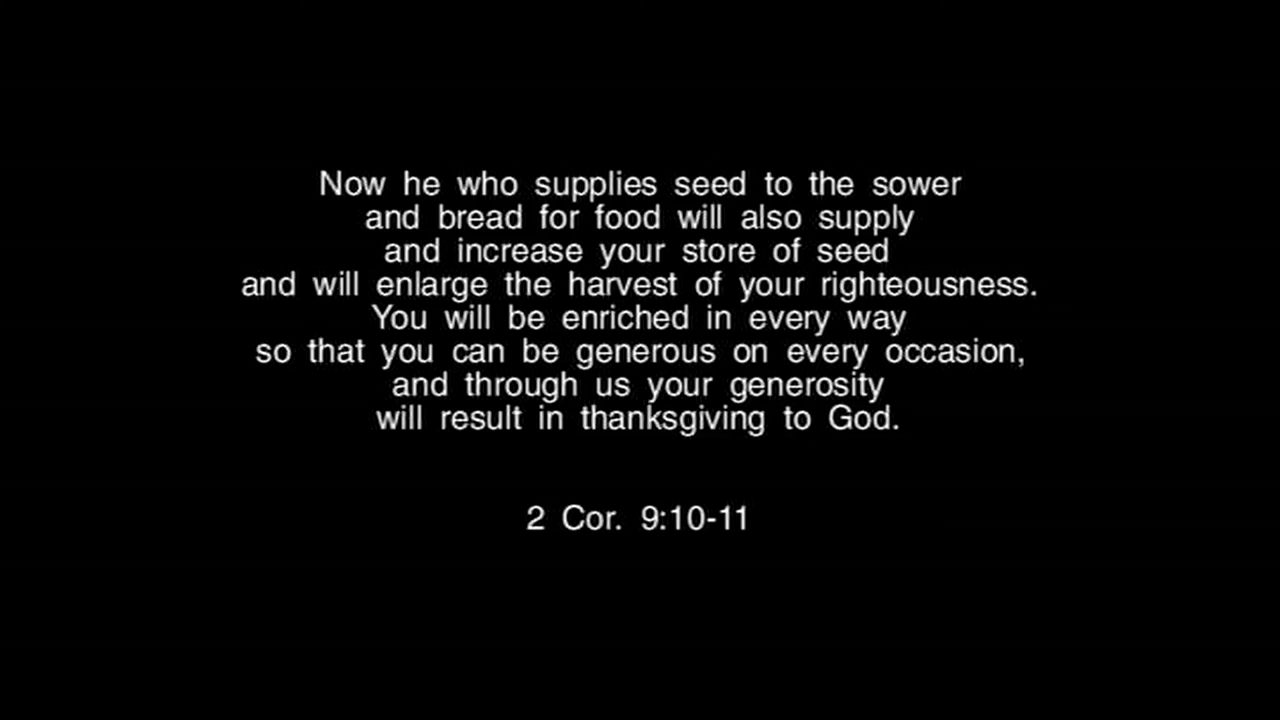 Now he who supplies seed to the sower
and bread for food will also supply
and increase your store of seed
and will enlarge the harvest of your righteousness.
You will be enriched in every way
so that you can be generous on every occasion,
and through us your generosity
will result in thanksgiving to God.
2 Cor. 9:10-11